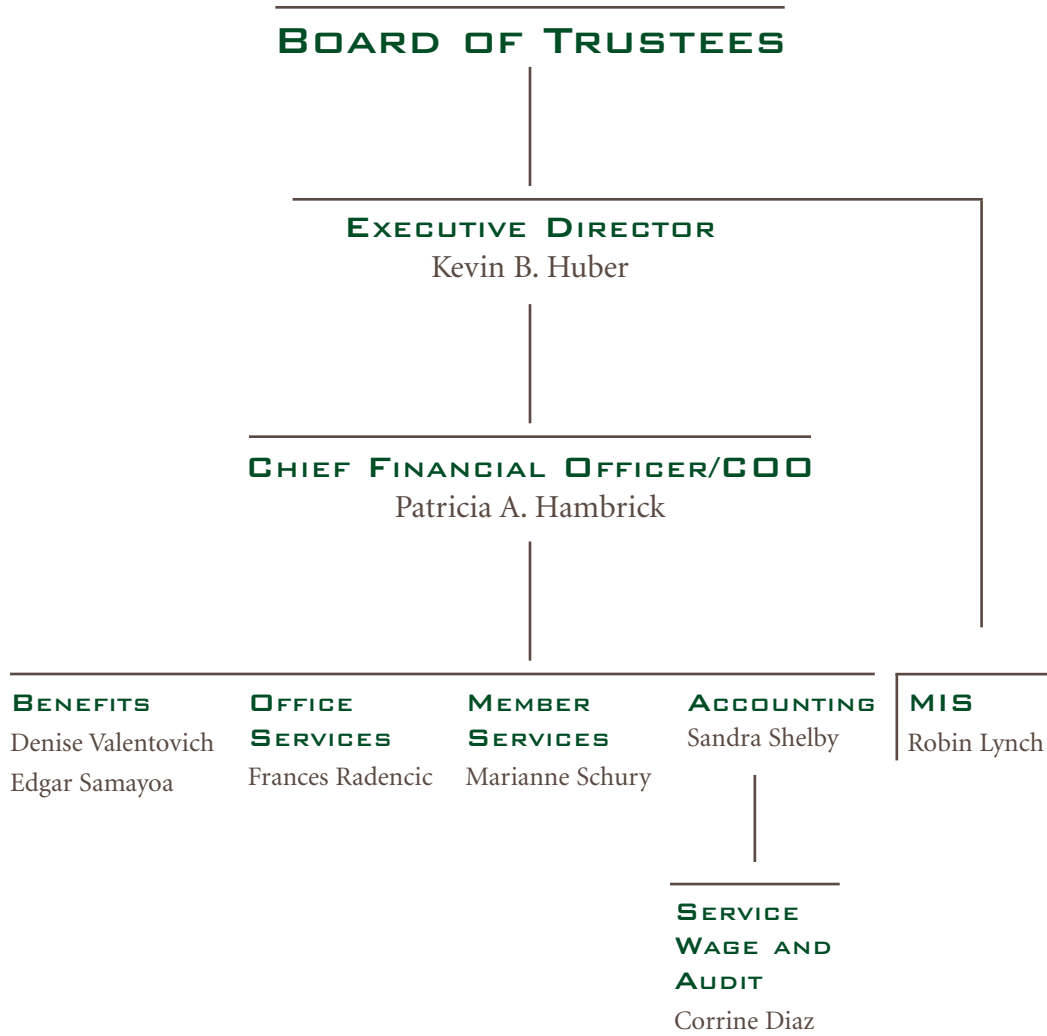 Board of Trustees
Executive Director
Kevin B. Huber
Chief Financial Officer/COO
Patricia A. Hambrick
Benefits
Denise Valentovich
Edgar Samayoa
Office
Services
Frances Radencic
Member
Services
Marianne Schury
Accounting
Sandra Shelby
Service
Wage and
Audit
Corrine Diaz
MIS
Robin Lynch